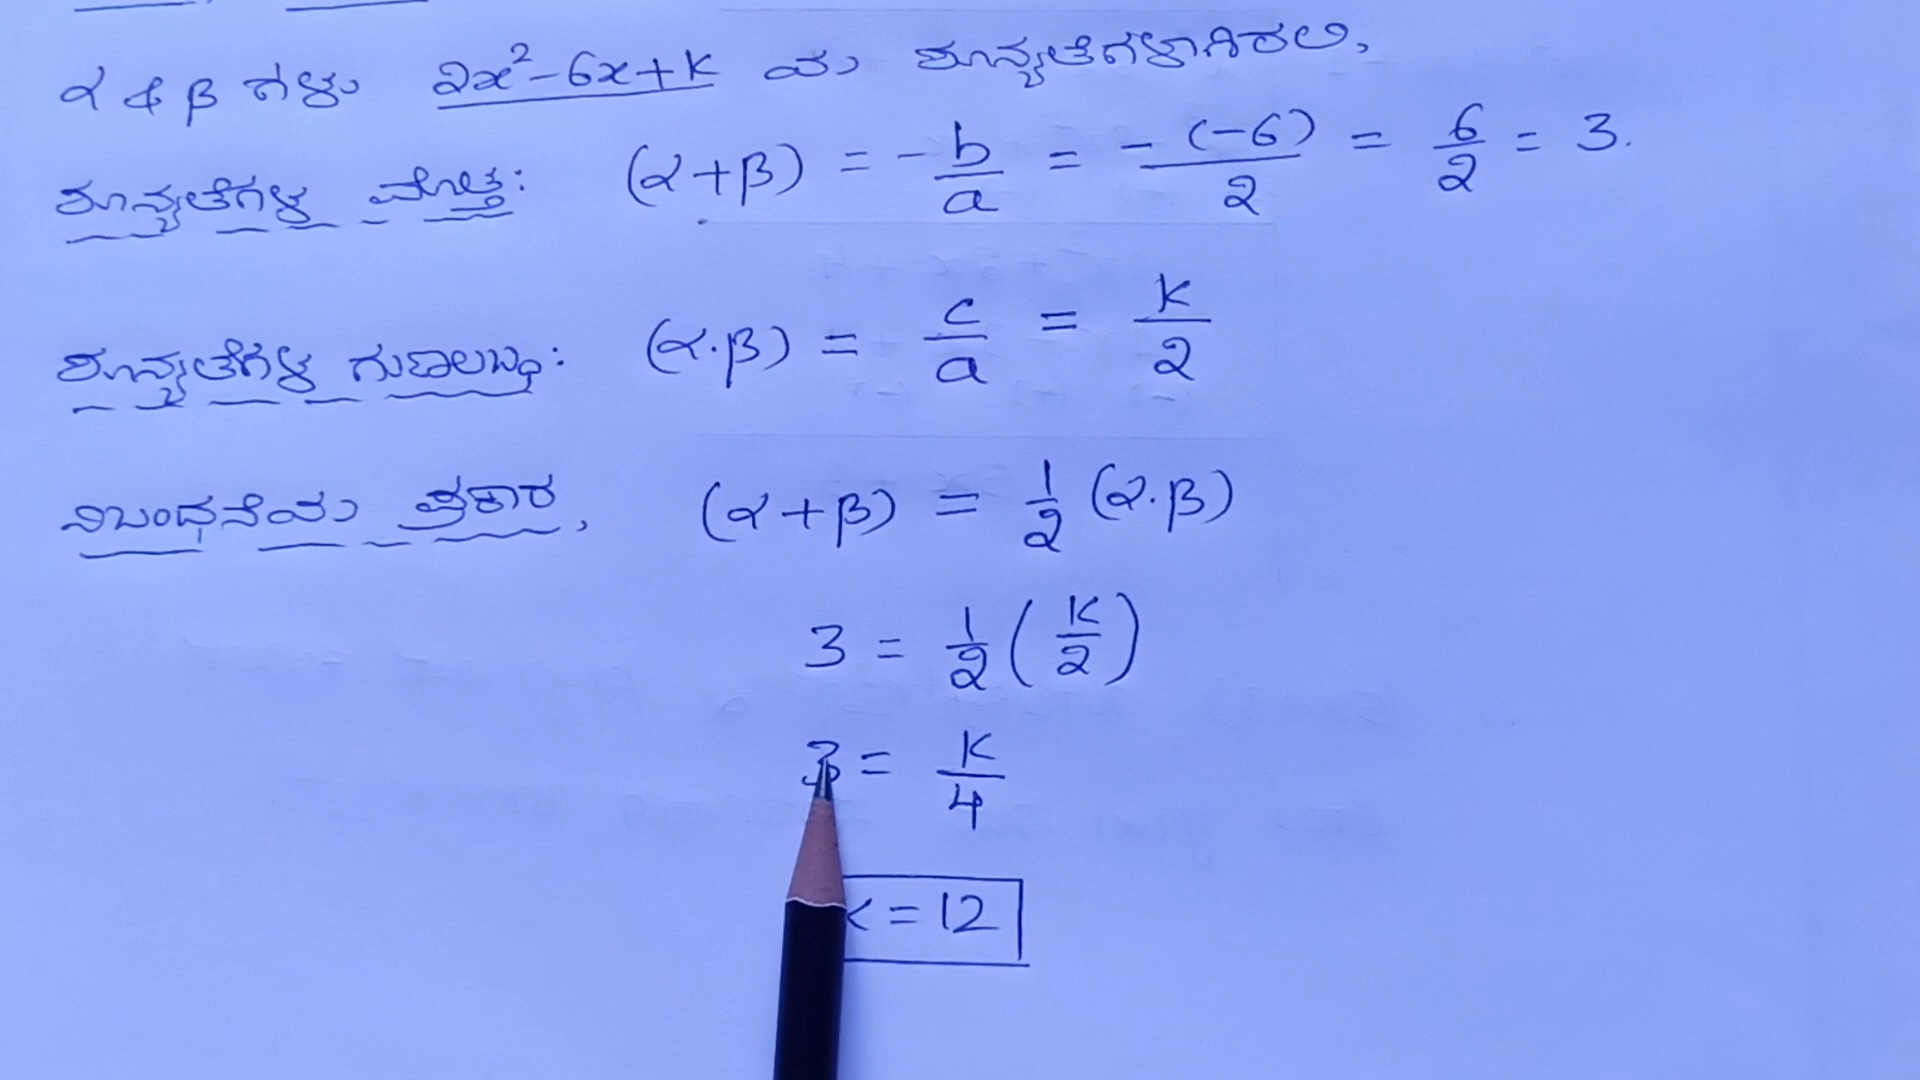 α & β ಗಳು 2x²-6x+k ಯ ಶೂನ್ಯತೆಗಳಾಗಿರಲಿ,
ಶೂನ್ಯತೆಗಳ ಮೊತ್ತ: (α+β) = -b/a = -(-6)/2 = 6/2 = 3.
ಶೂನ್ಯತೆಗಳ ಗುಣಲಬ್ಧ: (α.β) = c/a = k/2
ನಿಬಂಧನೆಯ ಪ್ರಕಾರ, (α+β) = 1/2 (α.β)
3 = 1/2 (k/2)
3 = k/4
k = 12